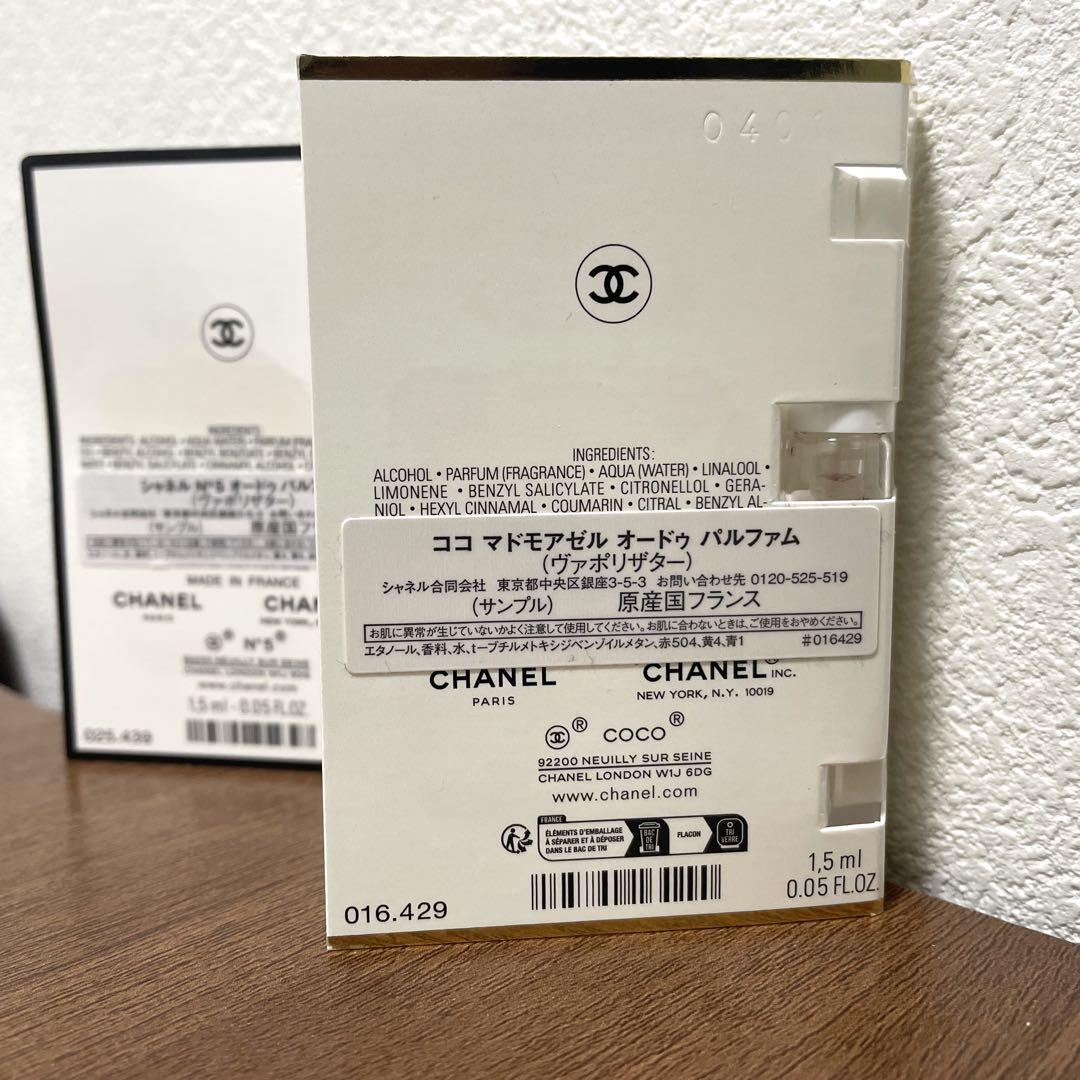 040
INGREDIENTS:
ALCOHOL • PARFUM (FRAGRANCE) • AQUA (WATER) • LINALOOL •
LIMONENE • BENZYL SALICYLATE • CITRONELLOL • GERA-
NIOL • HEXYL CINNAMAL • COUMARIN • CITRAL • BENZYL AL-
ココ マドモアゼル オードゥ パルファム
(ヴァポリザター)
シャネル合同会社 東京都中央区銀座3-5-3 お問い合わせ先 0120-525-519
(サンプル) 原産国フランス
お肌に異常が生じていないかよく注意して使用してください。お肌に合わないときは、ご使用をおやめください。
エタノール、香料、水、t-ブチルメトキシジベンゾイルメタン、赤504、黄4、青1 #016429
CHANEL CHANEL® INC.
PARIS NEW YORK, N.Y. 10019
® COCO®
92200 NEUILLY SUR SEINE
CHANEL LONDON W1J 6DG
www.chanel.com
FRANCE
ÉLÉMENTS D'EMBALLAGE
À SÉPARER ET À DÉPOSER
DANS LE BAC DE TRI
BAC
DE
TRI
FLACON
TRI
VERRE
016.429
1,5 ml
0.05 FL.OZ.
INGREDIENTS:
シャネル N°5 オードゥ パルファ
(ヴァポリザター)
(サンプル) 原産国フランス
MADE IN FRANCE
CHANEL CHA
PARIS NEW YORK,
® N°5®
92200 NEUILLY SUR SEINE
CHANEL LONDON W1J 6DG
www.chanel.com
1,5 ml - 0.05 FL.OZ.
025.439